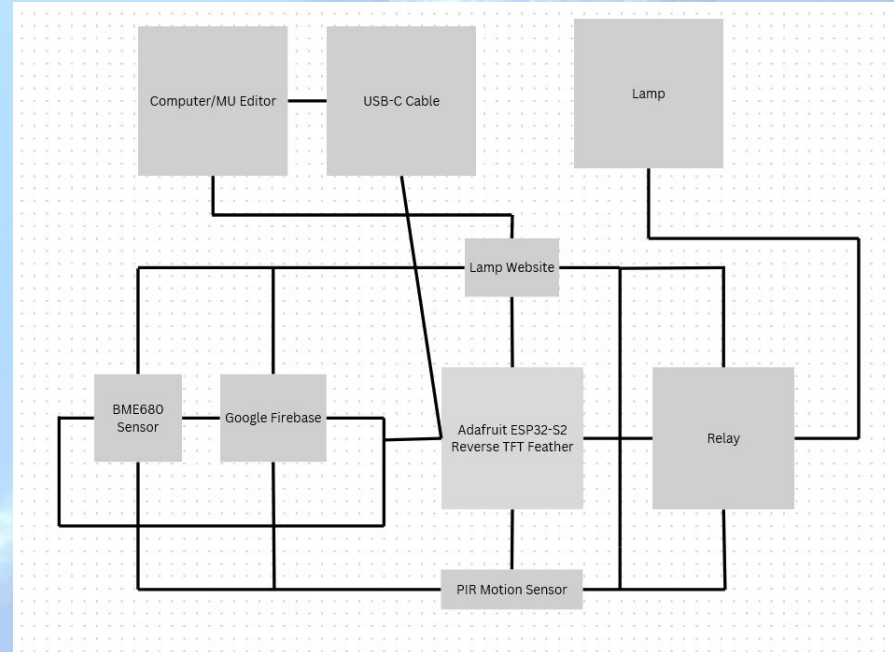 Computer/MU Editor
USB-C Cable
Lamp
Lamp Website
BME680
Sensor
Google Firebase
Adafruit ESP32-S2
Reverse TFT Feather
Relay
PIR Motion Sensor